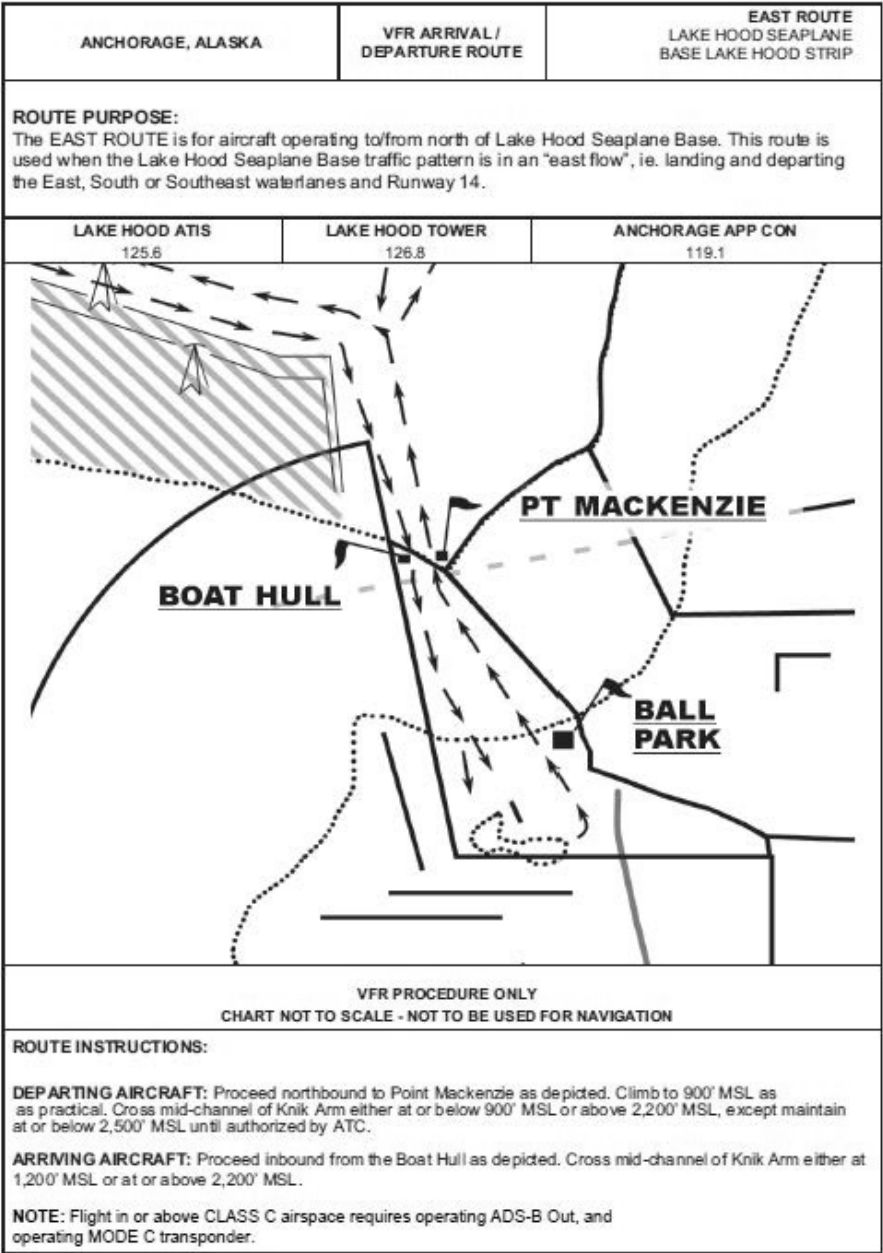 ANCHORAGE, ALASKA
VFR ARRIVAL /
DEPARTURE ROUTE
EAST ROUTE
LAKE HOOD SEAPLANE
BASE LAKE HOOD STRIP
ROUTE PURPOSE:
The EAST ROUTE is for aircraft operating to/from north of Lake Hood Seaplane Base. This route is
used when the Lake Hood Seaplane Base traffic pattern is in an “east flow”, ie. landing and departing
the East, South or Southeast waterlanes and Runway 14.
LAKE HOOD ATIS
125.6
LAKE HOOD TOWER
126.8
ANCHORAGE APP CON
119.1
PT MACKENZIE
BOAT HULL
BALL
PARK
VFR PROCEDURE ONLY
CHART NOT TO SCALE - NOT TO BE USED FOR NAVIGATION
ROUTE INSTRUCTIONS:
DEPARTING AIRCRAFT: Proceed northbound to Point Mackenzie as depicted. Climb to 900' MSL as
as practical. Cross mid-channel of Knik Arm either at or below 900' MSL or above 2,200' MSL, except maintain
at or below 2,500' MSL until authorized by ATC.
ARRIVING AIRCRAFT: Proceed inbound from the Boat Hull as depicted. Cross mid-channel of Knik Arm either at
1,200' MSL or at or above 2,200' MSL.
NOTE: Flight in or above CLASS C airspace requires operating ADS-B Out, and
operating MODE C transponder.